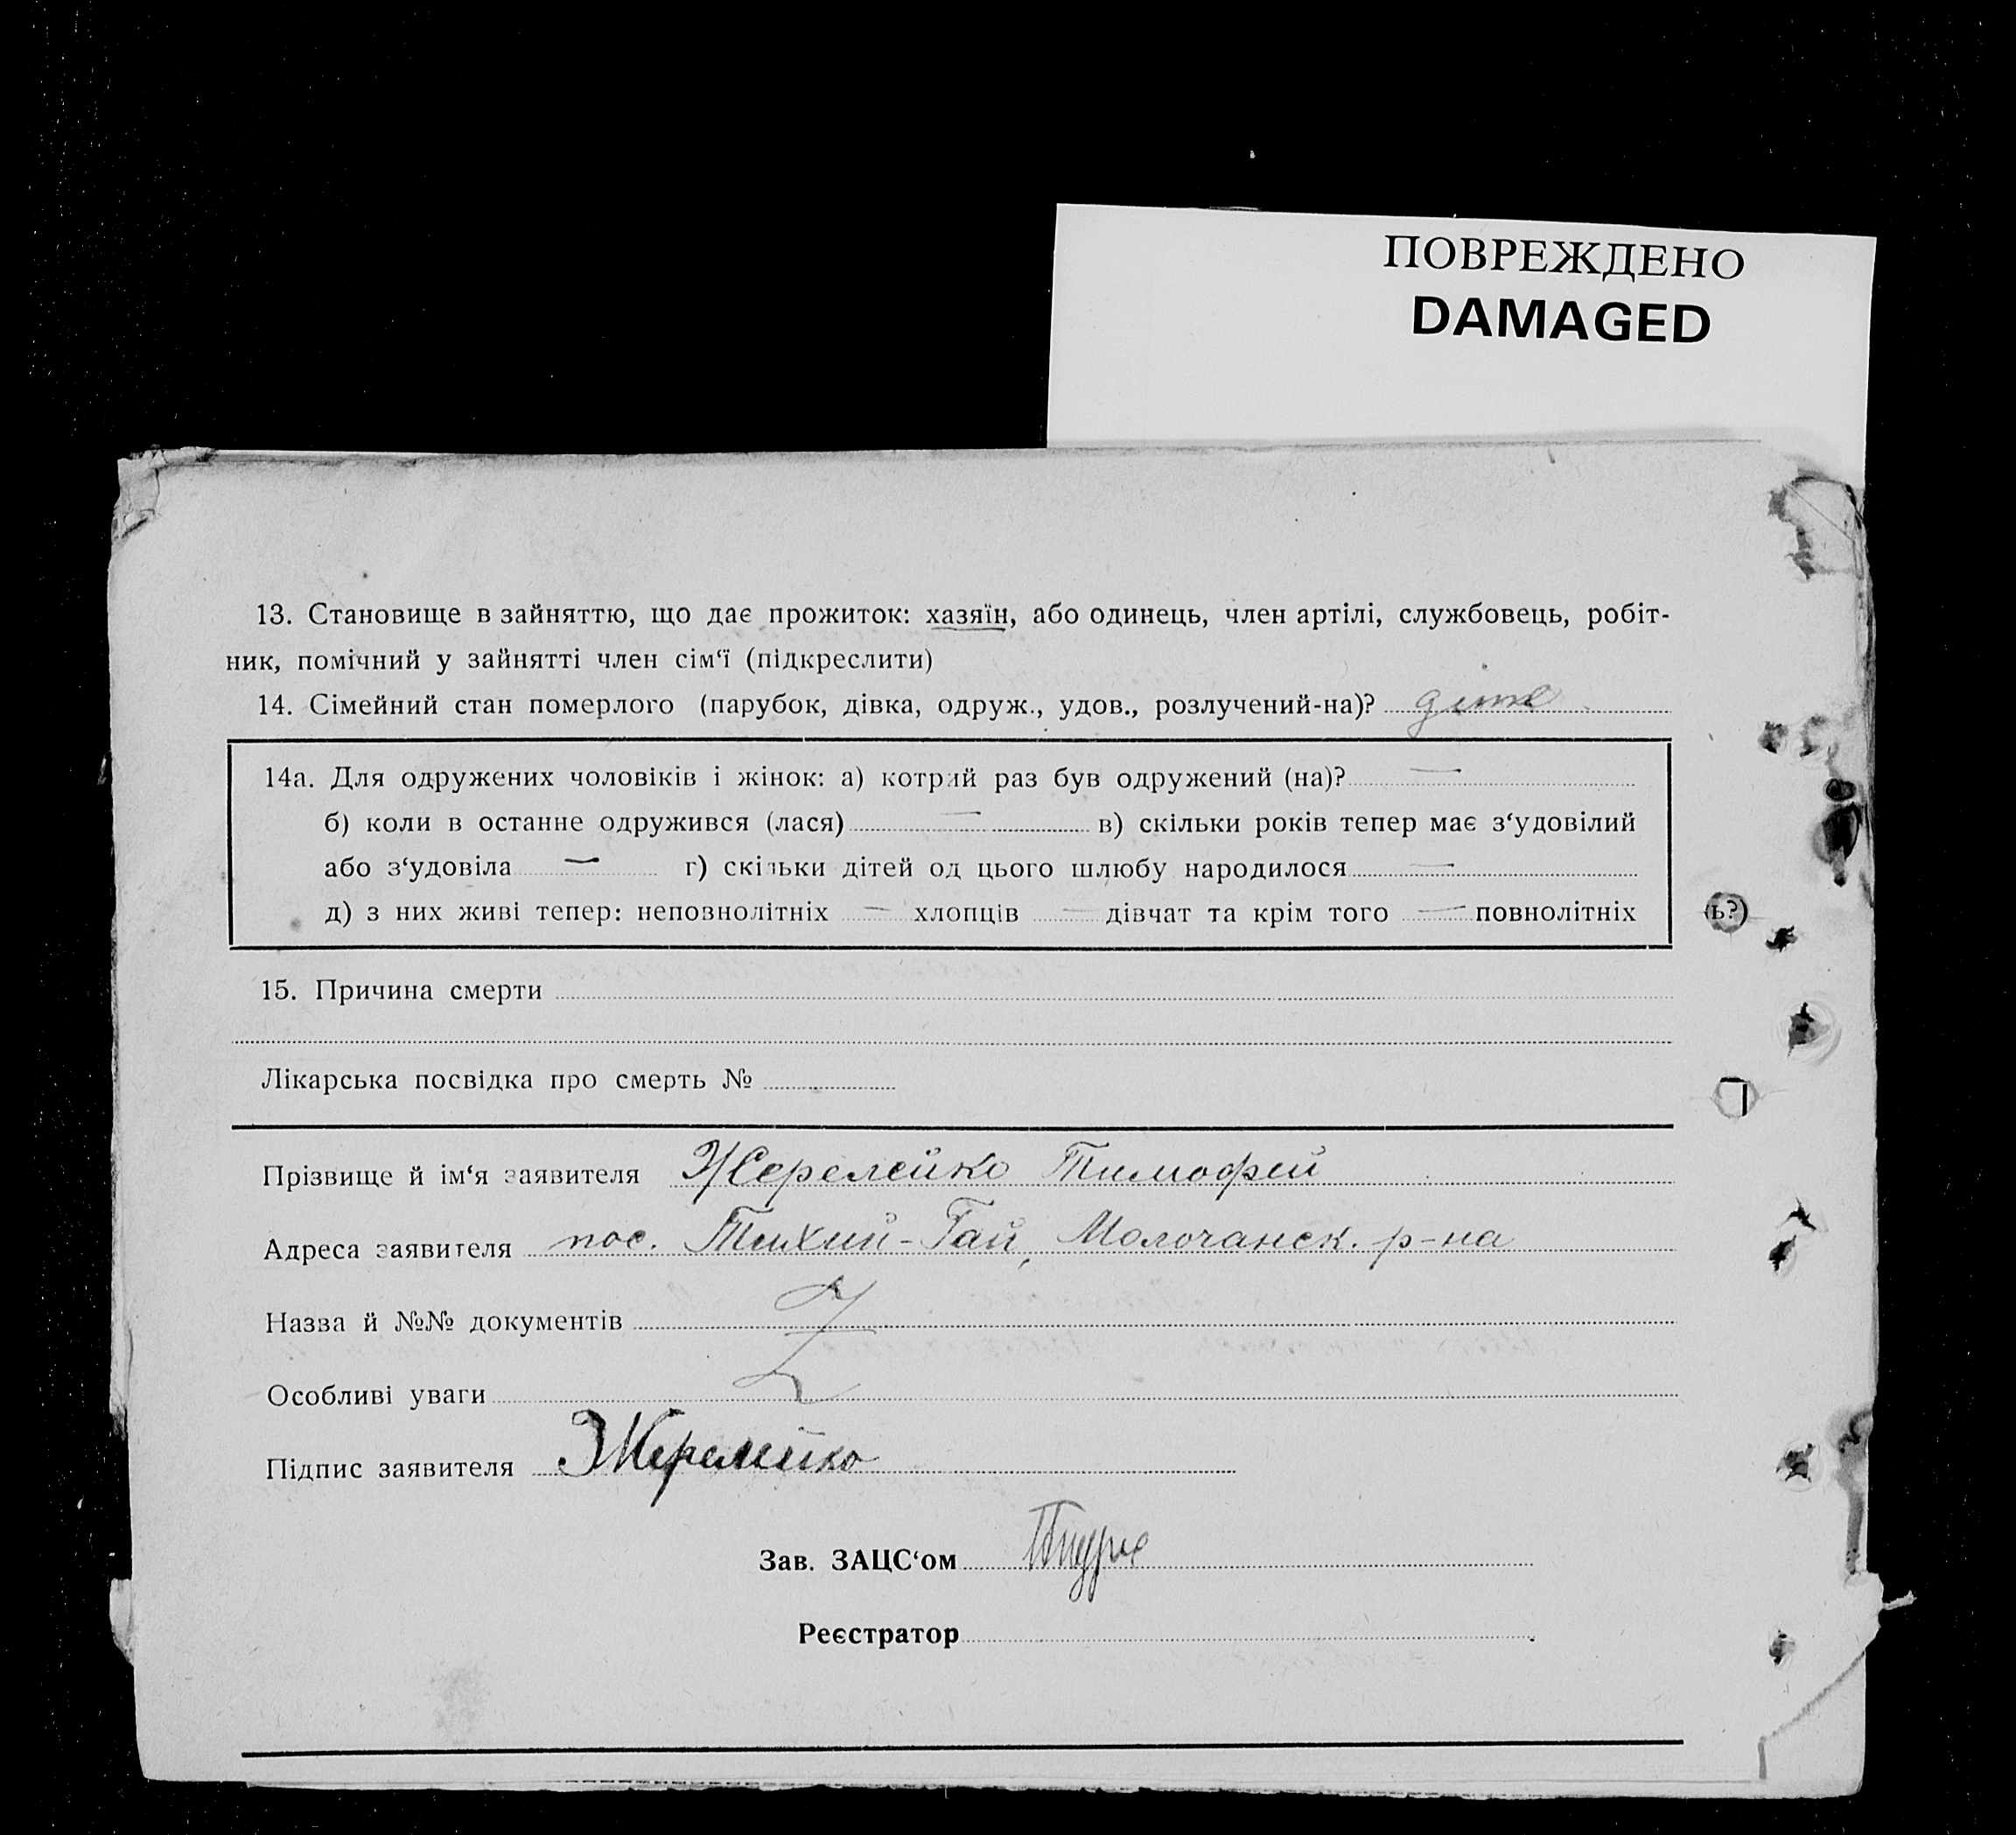 ПОВРЕЖДЕНО
DAMAGED
13. Становище в зайняттю, що дає прожиток: хазяїн, або одинець, член артілі, службовець, робіт-
ник, помічний у зайнятті член сім‘ї (підкреслити)
14. Сімейний стан померлого (парубок, дівка, одруж., удов., розлучений-на)?
14а. Для одружених чоловіків і жінок: а) котрий раз був одружений (на)? —
б) коли в останнє одружився (лася) — в) скільки років тепер має з‘удовілий
або з‘удовіла — г) скільки дітей од цього шлюбу народилося —
д) з них живі тепер: неповнолітніх — хлопців — дівчат та крім того — повнолітніх
ь?)
15. Причина смерти
Лікарська посвідка про смерть №
Прізвище й ім‘я заявителя Жерелейко Тимофей
Адреса заявителя пос. Тихий-Гай, Молочанск. р-на
Назва й №№ документів
Особливі уваги
Підпис заявителя Жерелейко
Зав. ЗАЦС‘ом
Реєстратор